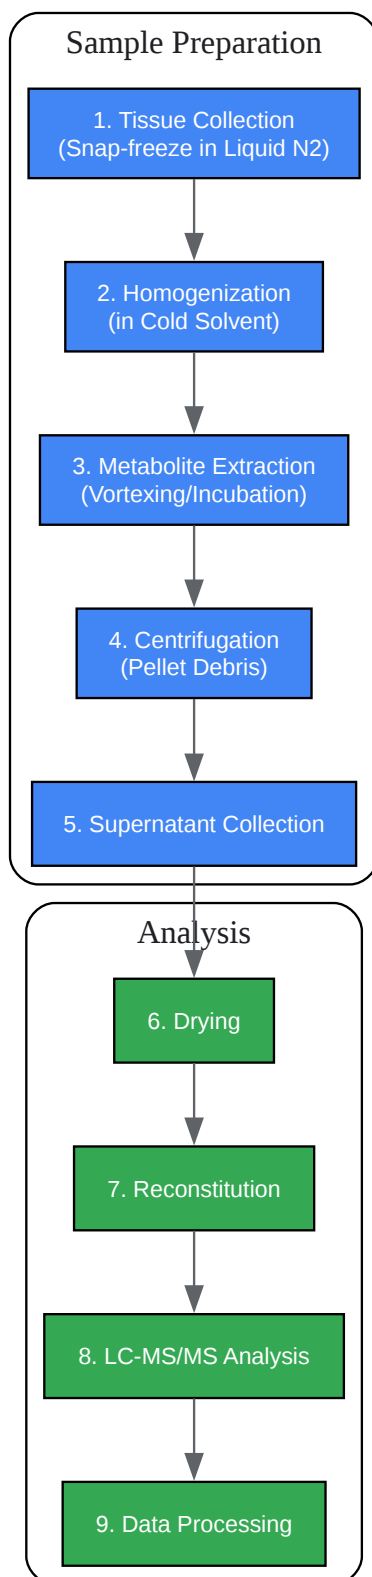 Sample Preparation
1. Tissue Collection
(Snap-freeze in Liquid N2)
2. Homogenization
(in Cold Solvent)
3. Metabolite Extraction
(Vortexing/Incubation)
4. Centrifugation
(Pellet Debris)
5. Supernatant Collection
Analysis
6. Drying
7. Reconstitution
8. LC-MS/MS Analysis
9. Data Processing